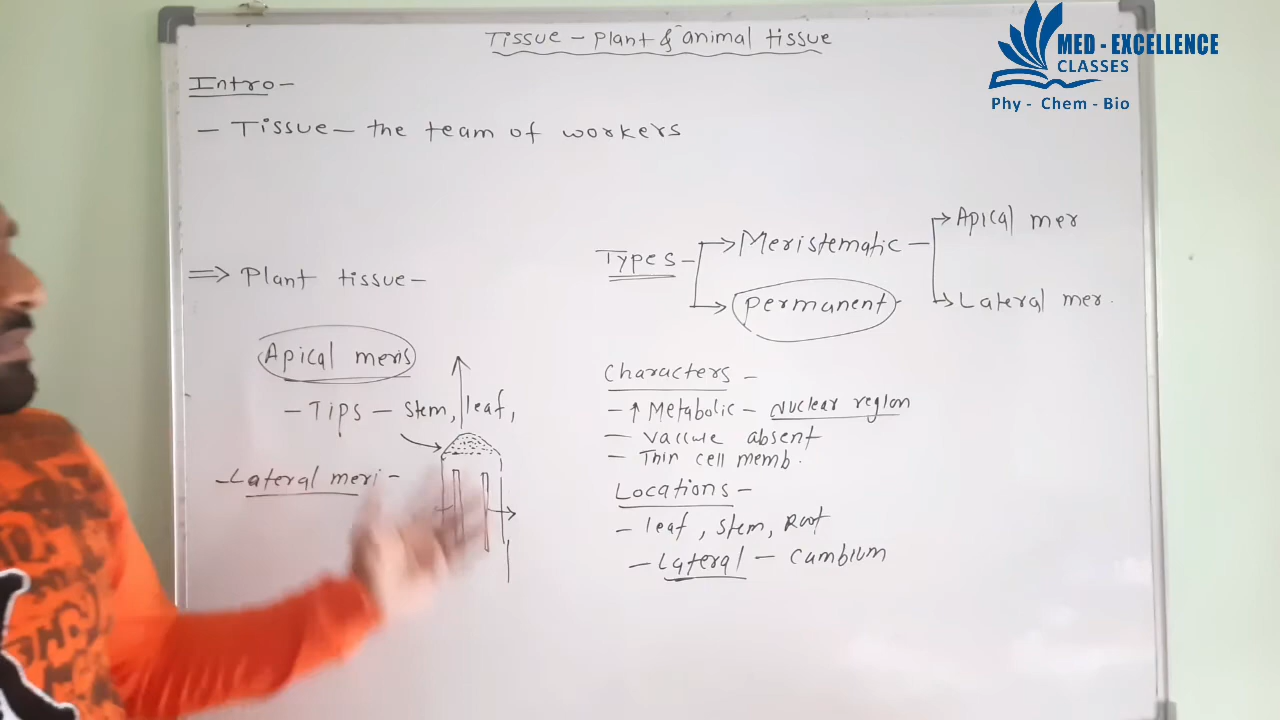 Tissue - Plant & animal tissue
MED - EXCELLENCE
CLASSES
Phy - Chem - Bio
Intro -
- Tissue - the team of workers
Types -
Meristematic -
Apical mer
Lateral mer.
permanent
⇒ Plant tissue -
Apical meris
- Tips - stem, leaf,
- Lateral meri -
Characters -
- ↑ Metabolic - Nuclear region
- absent
- Thin cell memb.
Locations -
- leaf, stem, Root
- Lateral - cambium